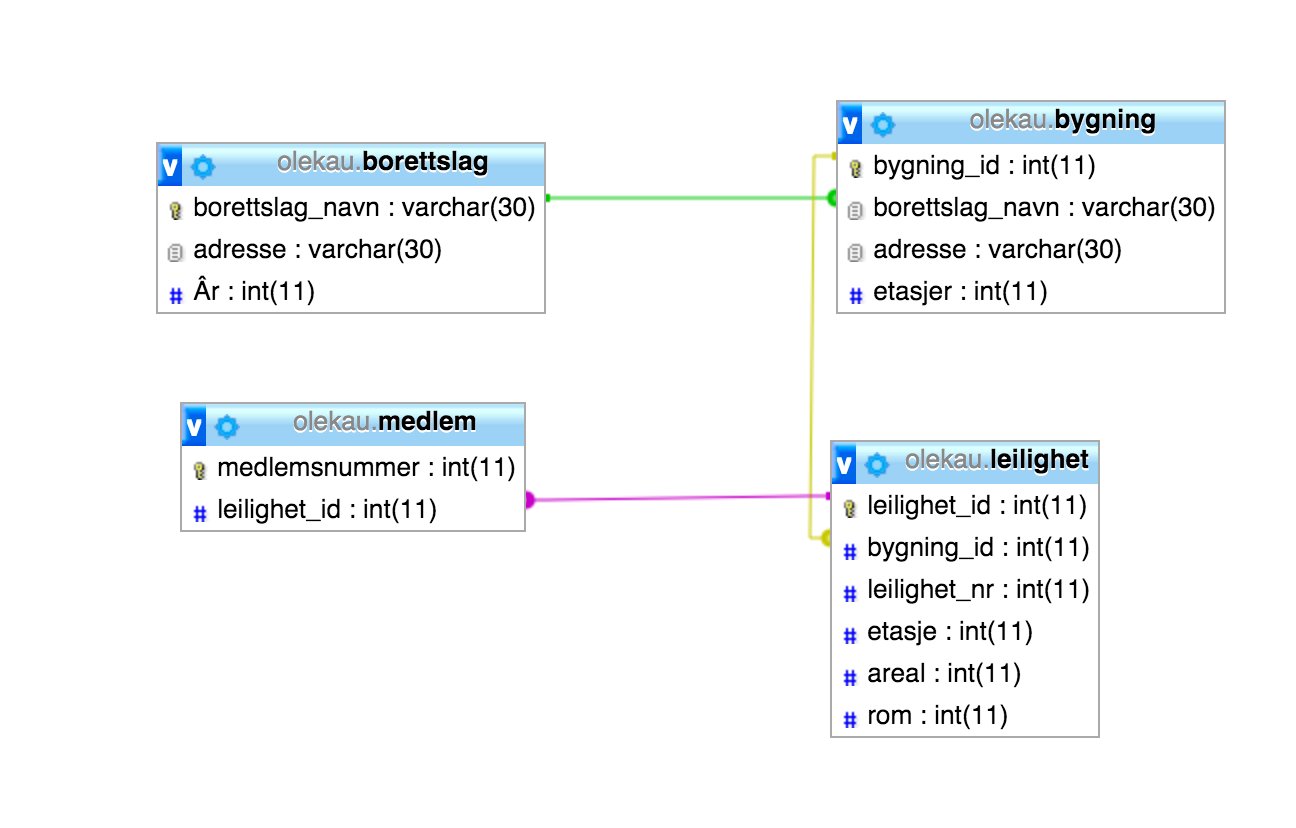 olekau.borettslag
borettslag_navn : varchar(30)
adresse : varchar(30)
Âr : int(11)
olekau.bygning
bygning_id : int(11)
borettslag_navn : varchar(30)
adresse : varchar(30)
etasjer : int(11)
olekau.medlem
medlemsnummer : int(11)
leilighet_id : int(11)
olekau.leilighet
leilighet_id : int(11)
bygning_id : int(11)
leilighet_nr : int(11)
etasje : int(11)
areal : int(11)
rom : int(11)